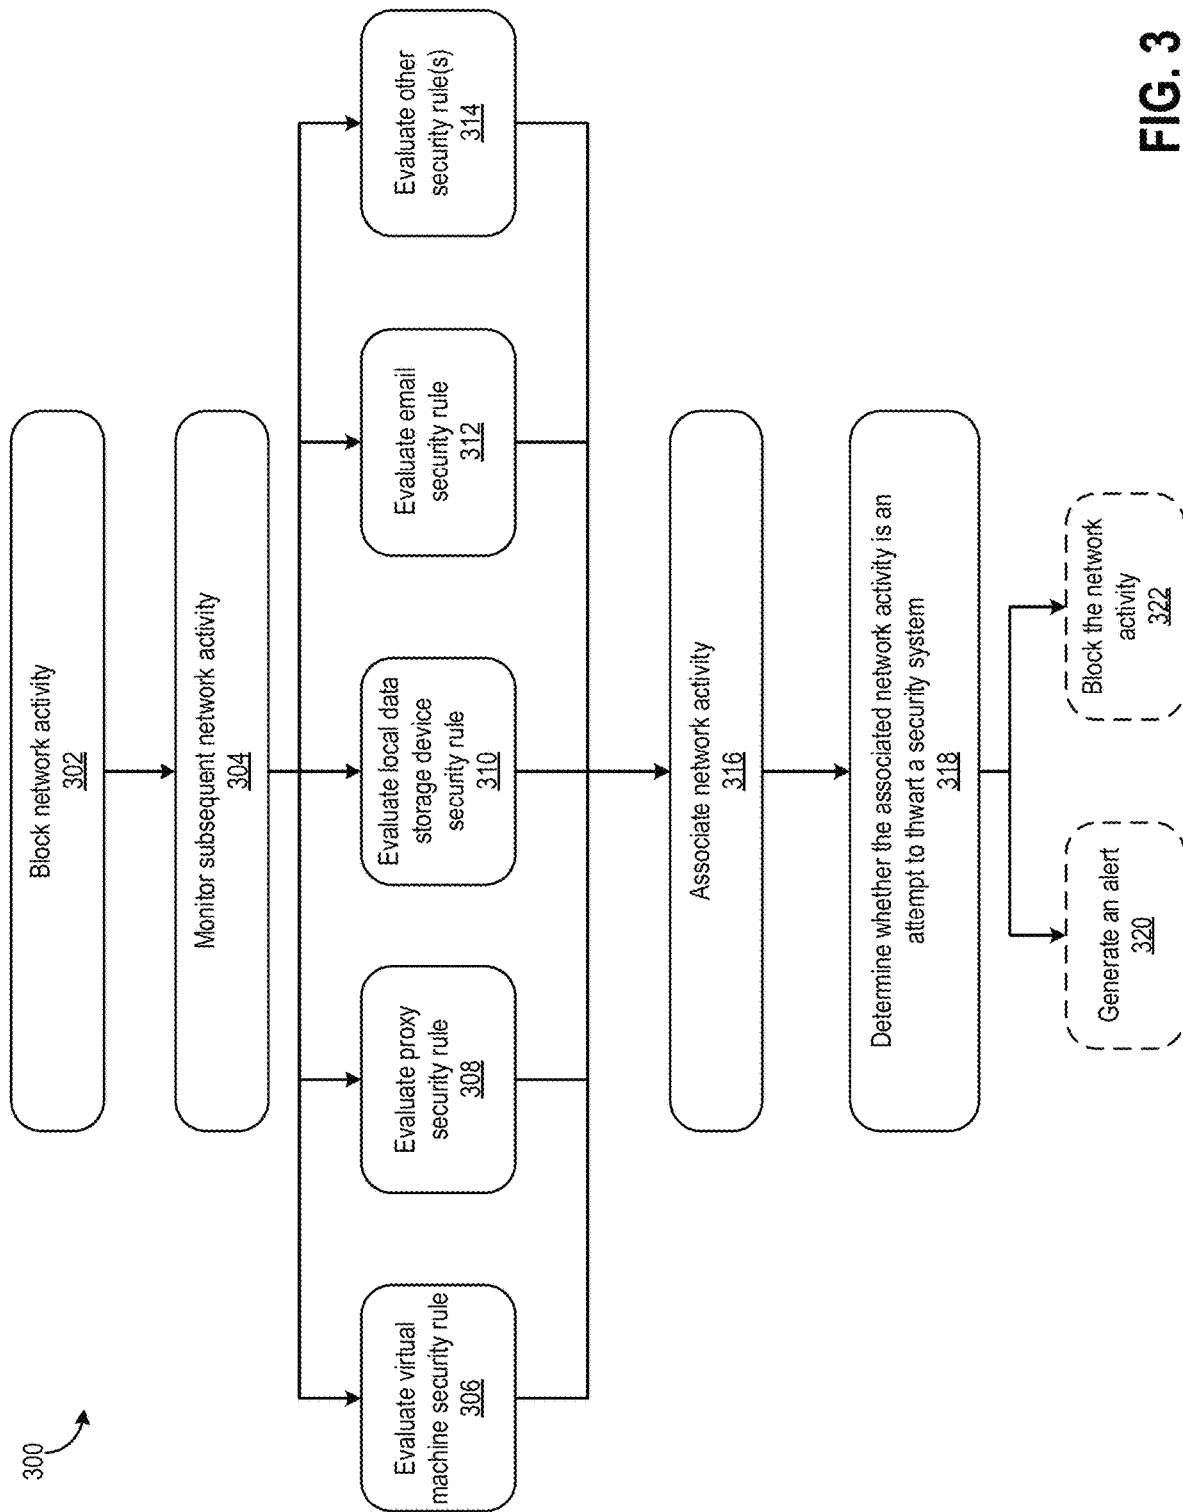 300
Block network activity
302
Monitor subsequent network activity
304
Evaluate virtual
machine security rule
306
Evaluate proxy
security rule
308
Evaluate local data
storage device
security rule
310
Evaluate email
security rule
312
Evaluate other
security rule(s)
314
Associate network activity
316
Determine whether the associated network activity is an
attempt to thwart a security system
318
Generate an alert
320
Block the network
activity
322
FIG. 3